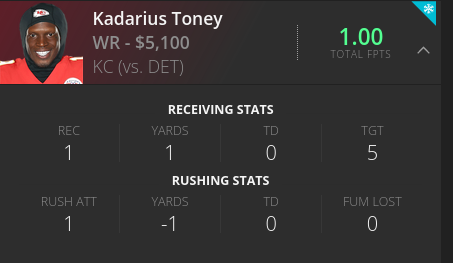 Kadarius Toney
WR - $5,100
KC (vs. DET)
1.00
TOTAL FPTS
RECEIVING STATS
REC YARDS TD TGT
1 1 0 5
RUSHING STATS
RUSH ATT YARDS TD FUM LOST
1 -1 0 0